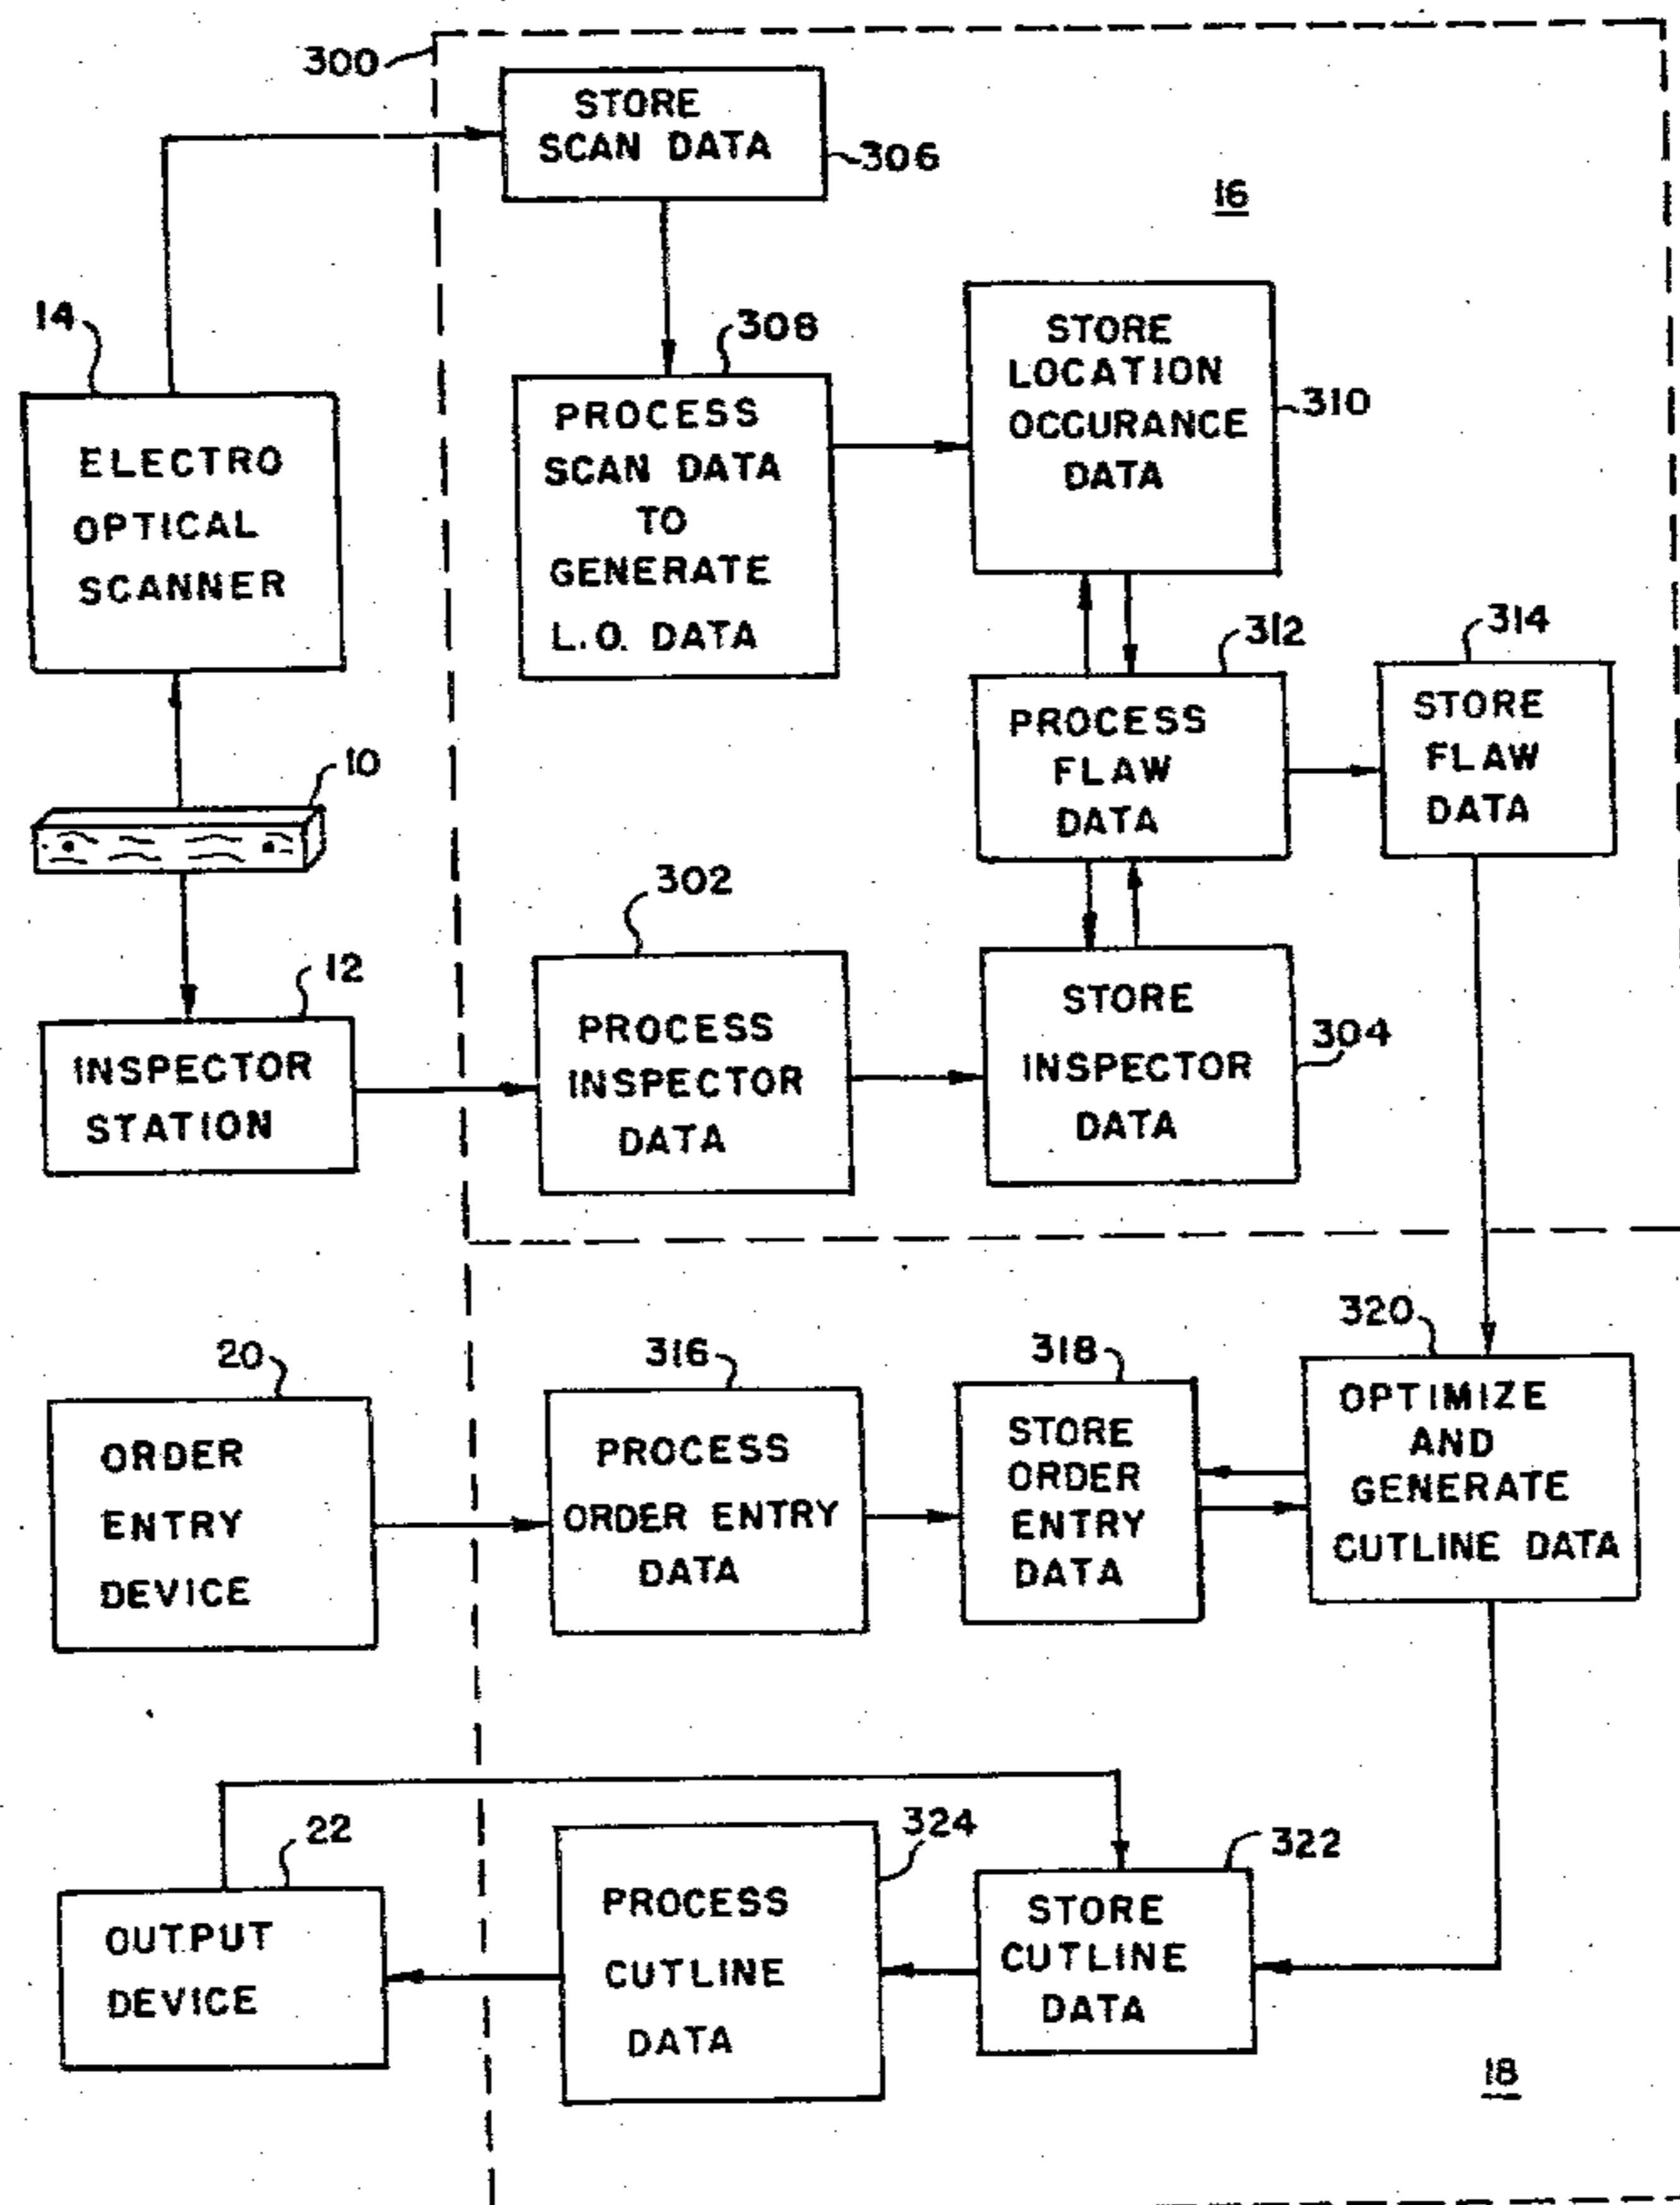 300
STORE
SCAN DATA
306
16
14
ELECTRO
OPTICAL
SCANNER
308
PROCESS
SCAN DATA
TO
GENERATE
L.O. DATA
STORE
LOCATION
OCCURANCE
DATA
310
312
PROCESS
FLAW
DATA
314
STORE
FLAW
DATA
10
12
INSPECTOR
STATION
302
PROCESS
INSPECTOR
DATA
STORE
INSPECTOR
DATA
304
20
ORDER
ENTRY
DEVICE
316
PROCESS
ORDER ENTRY
DATA
318
STORE
ORDER
ENTRY
DATA
320
OPTIMIZE
AND
GENERATE
CUTLINE DATA
22
OUTPUT
DEVICE
324
PROCESS
CUTLINE
DATA
322
STORE
CUTLINE
DATA
18